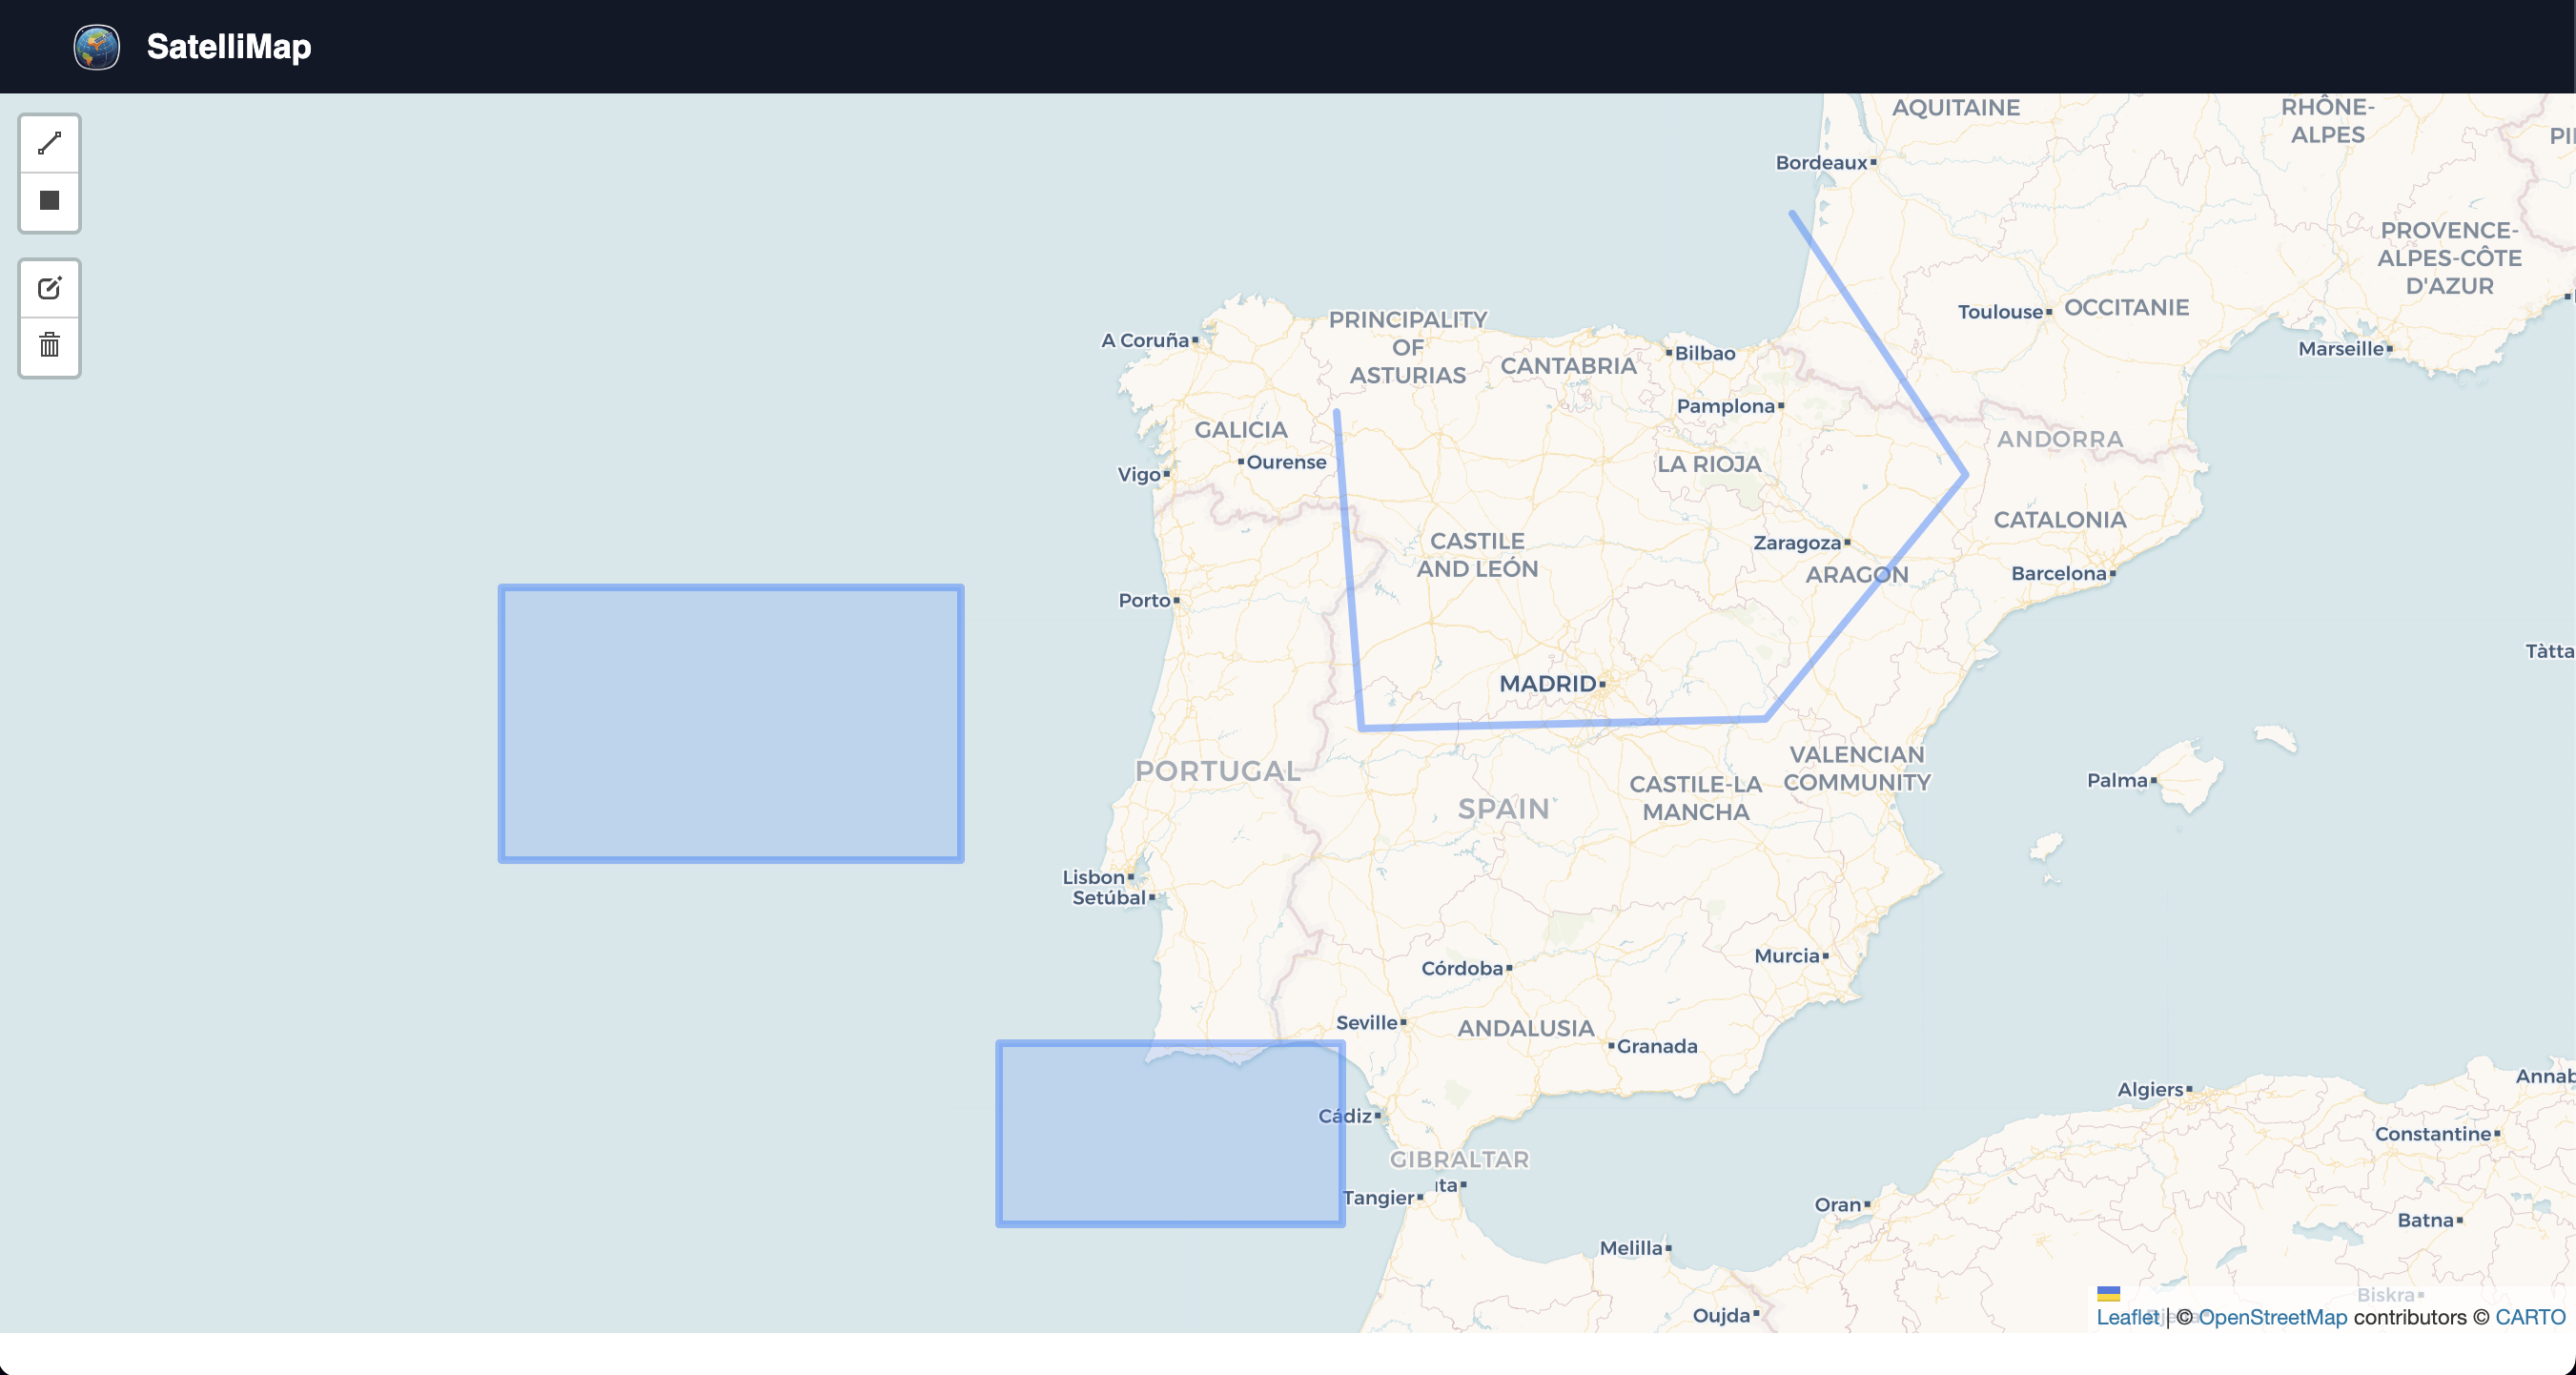 SatelliMap
AQUITAINE
RHÔNE-
ALPES
Bordeaux
PROVENCE-
ALPES-CÔTE
D'AZUR
Toulouse
OCCITANIE
Marseille
A Coruña
PRINCIPALITY
OF
ASTURIAS
CANTABRIA
Bilbao
Pamplona
GALICIA
Ourense
Vigo
LA RIOJA
ANDORRA
CATALONIA
CASTILE
AND LEÓN
Zaragoza
ARAGON
Barcelona
Porto
Tàtta
MADRID
PORTUGAL
SPAIN
CASTILE-LA
MANCHA
VALENCIAN
COMMUNITY
Palma
Lisbon
Setúbal
Córdoba
Murcia
Seville
ANDALUSIA
Granada
Algiers
Annab
Cádiz
Constantine
GIBRALTAR
ta
Tangier
Oran
Batna
Melilla
Biskra
Oujda
Leaflet | © OpenStreetMap contributors © CARTO